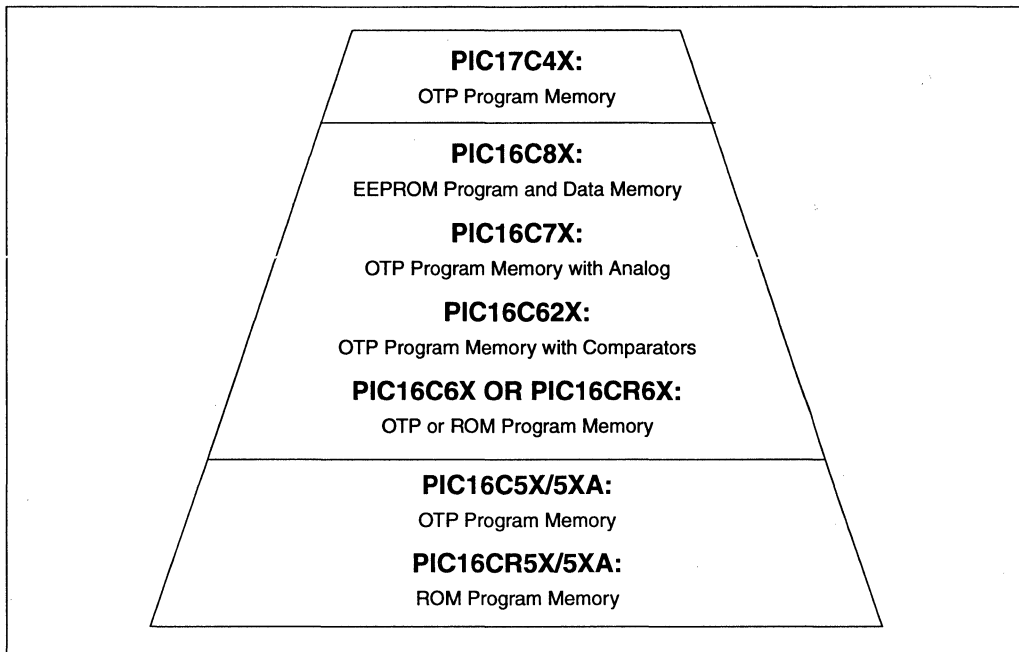 PIC17C4X:
OTP Program Memory
PIC16C8X:
EEPROM Program and Data Memory
PIC16C7X:
OTP Program Memory with Analog
PIC16C62X:
OTP Program Memory with Comparators
PIC16C6X OR PIC16CR6X:
OTP or ROM Program Memory
PIC16C5X/5XA:
OTP Program Memory
PIC16CR5X/5XA:
ROM Program Memory